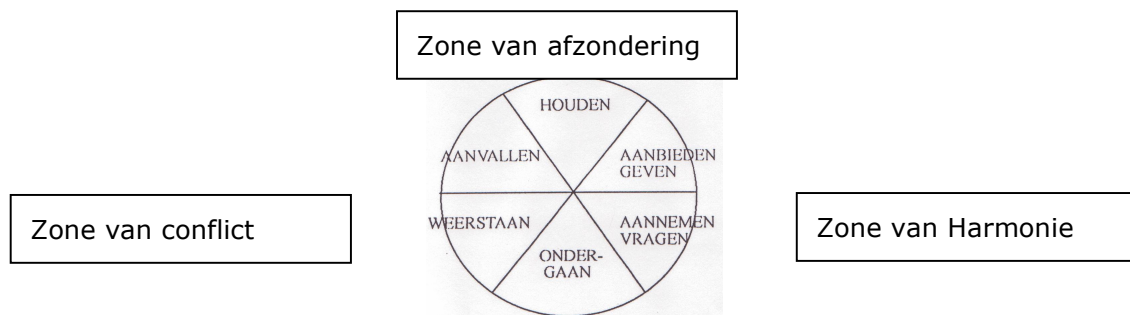 Zone van afzondering
HOUDEN
AANVALLEN
AANBIEDEN
GEVEN
Zone van conflict
WEERSTAAN
AANNEMEN
VRAGEN
Zone van Harmonie
ONDER-
GAAN